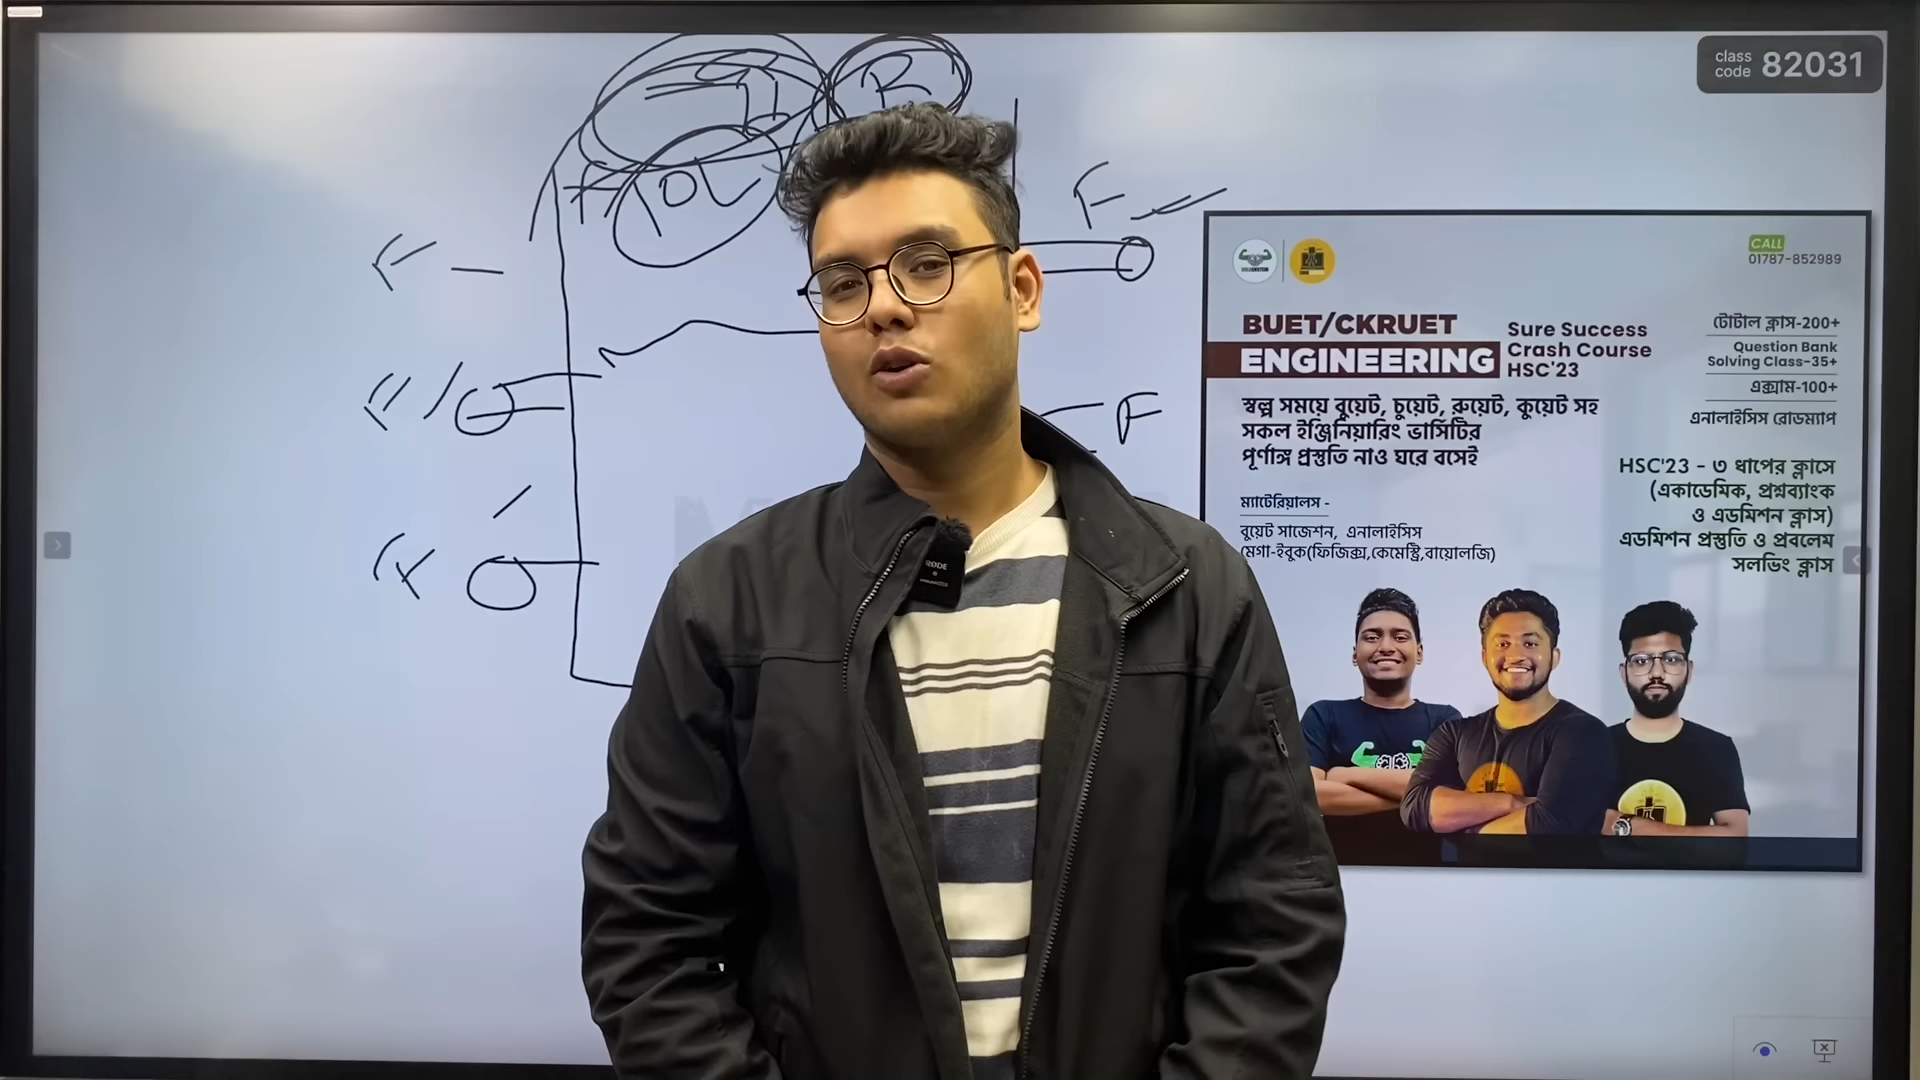 class code 82031
R
F
F
F
RODE
CALL
01787-852989
BUET/CKRUET
ENGINEERING
Sure Success
Crash Course
HSC'23
টোটাল ক্লাস-200+
Question Bank
Solving Class-35+
এক্সাম-100+
এনালাইসিস রোডম্যাপ
স্বল্প সময়ে বুয়েট, চুয়েট, রুয়েট, কুয়েট সহ
সকল ইঞ্জিনিয়ারিং ভার্সিটির
পূর্ণাঙ্গ প্রস্তুতি নাও ঘরে বসেই
ম্যাটেরিয়ালস -
বুয়েট সাজেশন, এনালাইসিস
মেগা-ইবুক(ফিজিক্স,কেমেস্ট্রি,বায়োলজি)
HSC'23 - ৩ ধাপের ক্লাসে
(একাডেমিক, প্রশ্নব্যাংক
ও এডমিশন ক্লাস)
এডমিশন প্রস্তুতি ও প্রবলেম
সলভিং ক্লাস